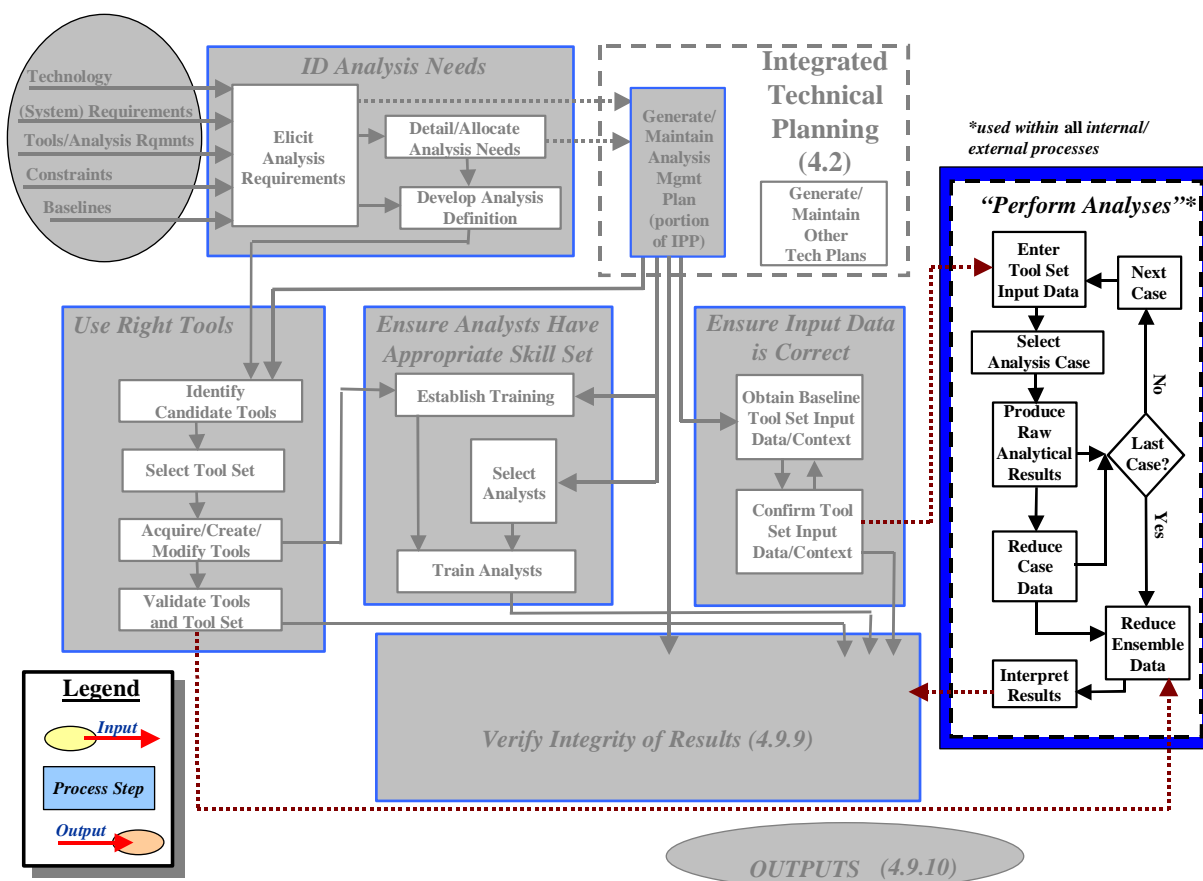 ID Analysis Needs
Technology
(System) Requirements
Tools/Analysis Rqmnts
Constraints
Baselines
Elicit
Analysis
Requirements
Detail/Allocate
Analysis Needs
Develop Analysis
Definition
Generate/
Maintain
Analysis
Mgmt
Plan
(portion
of IPP)
Integrated
Technical
Planning
(4.2)
Generate/
Maintain
Other
Tech Plans
*used within all internal/
external processes
“Perform Analyses”*
Enter
Tool Set
Input Data
Next
Case
Select
Analysis Case
No
Produce
Raw
Analytical
Results
Last
Case?
Yes
Reduce
Case
Data
Reduce
Ensemble
Data
Interpret
Results
Use Right Tools
Identify
Candidate Tools
Select Tool Set
Acquire/Create/
Modify Tools
Validate Tools
and Tool Set
Ensure Analysts Have
Appropriate Skill Set
Establish Training
Select
Analysts
Train Analysts
Ensure Input Data
is Correct
Obtain Baseline
Tool Set Input
Data/Context
Confirm Tool
Set Input
Data/Context
Verify Integrity of Results (4.9.9)
Legend
Input
Process Step
Output
OUTPUTS (4.9.10)